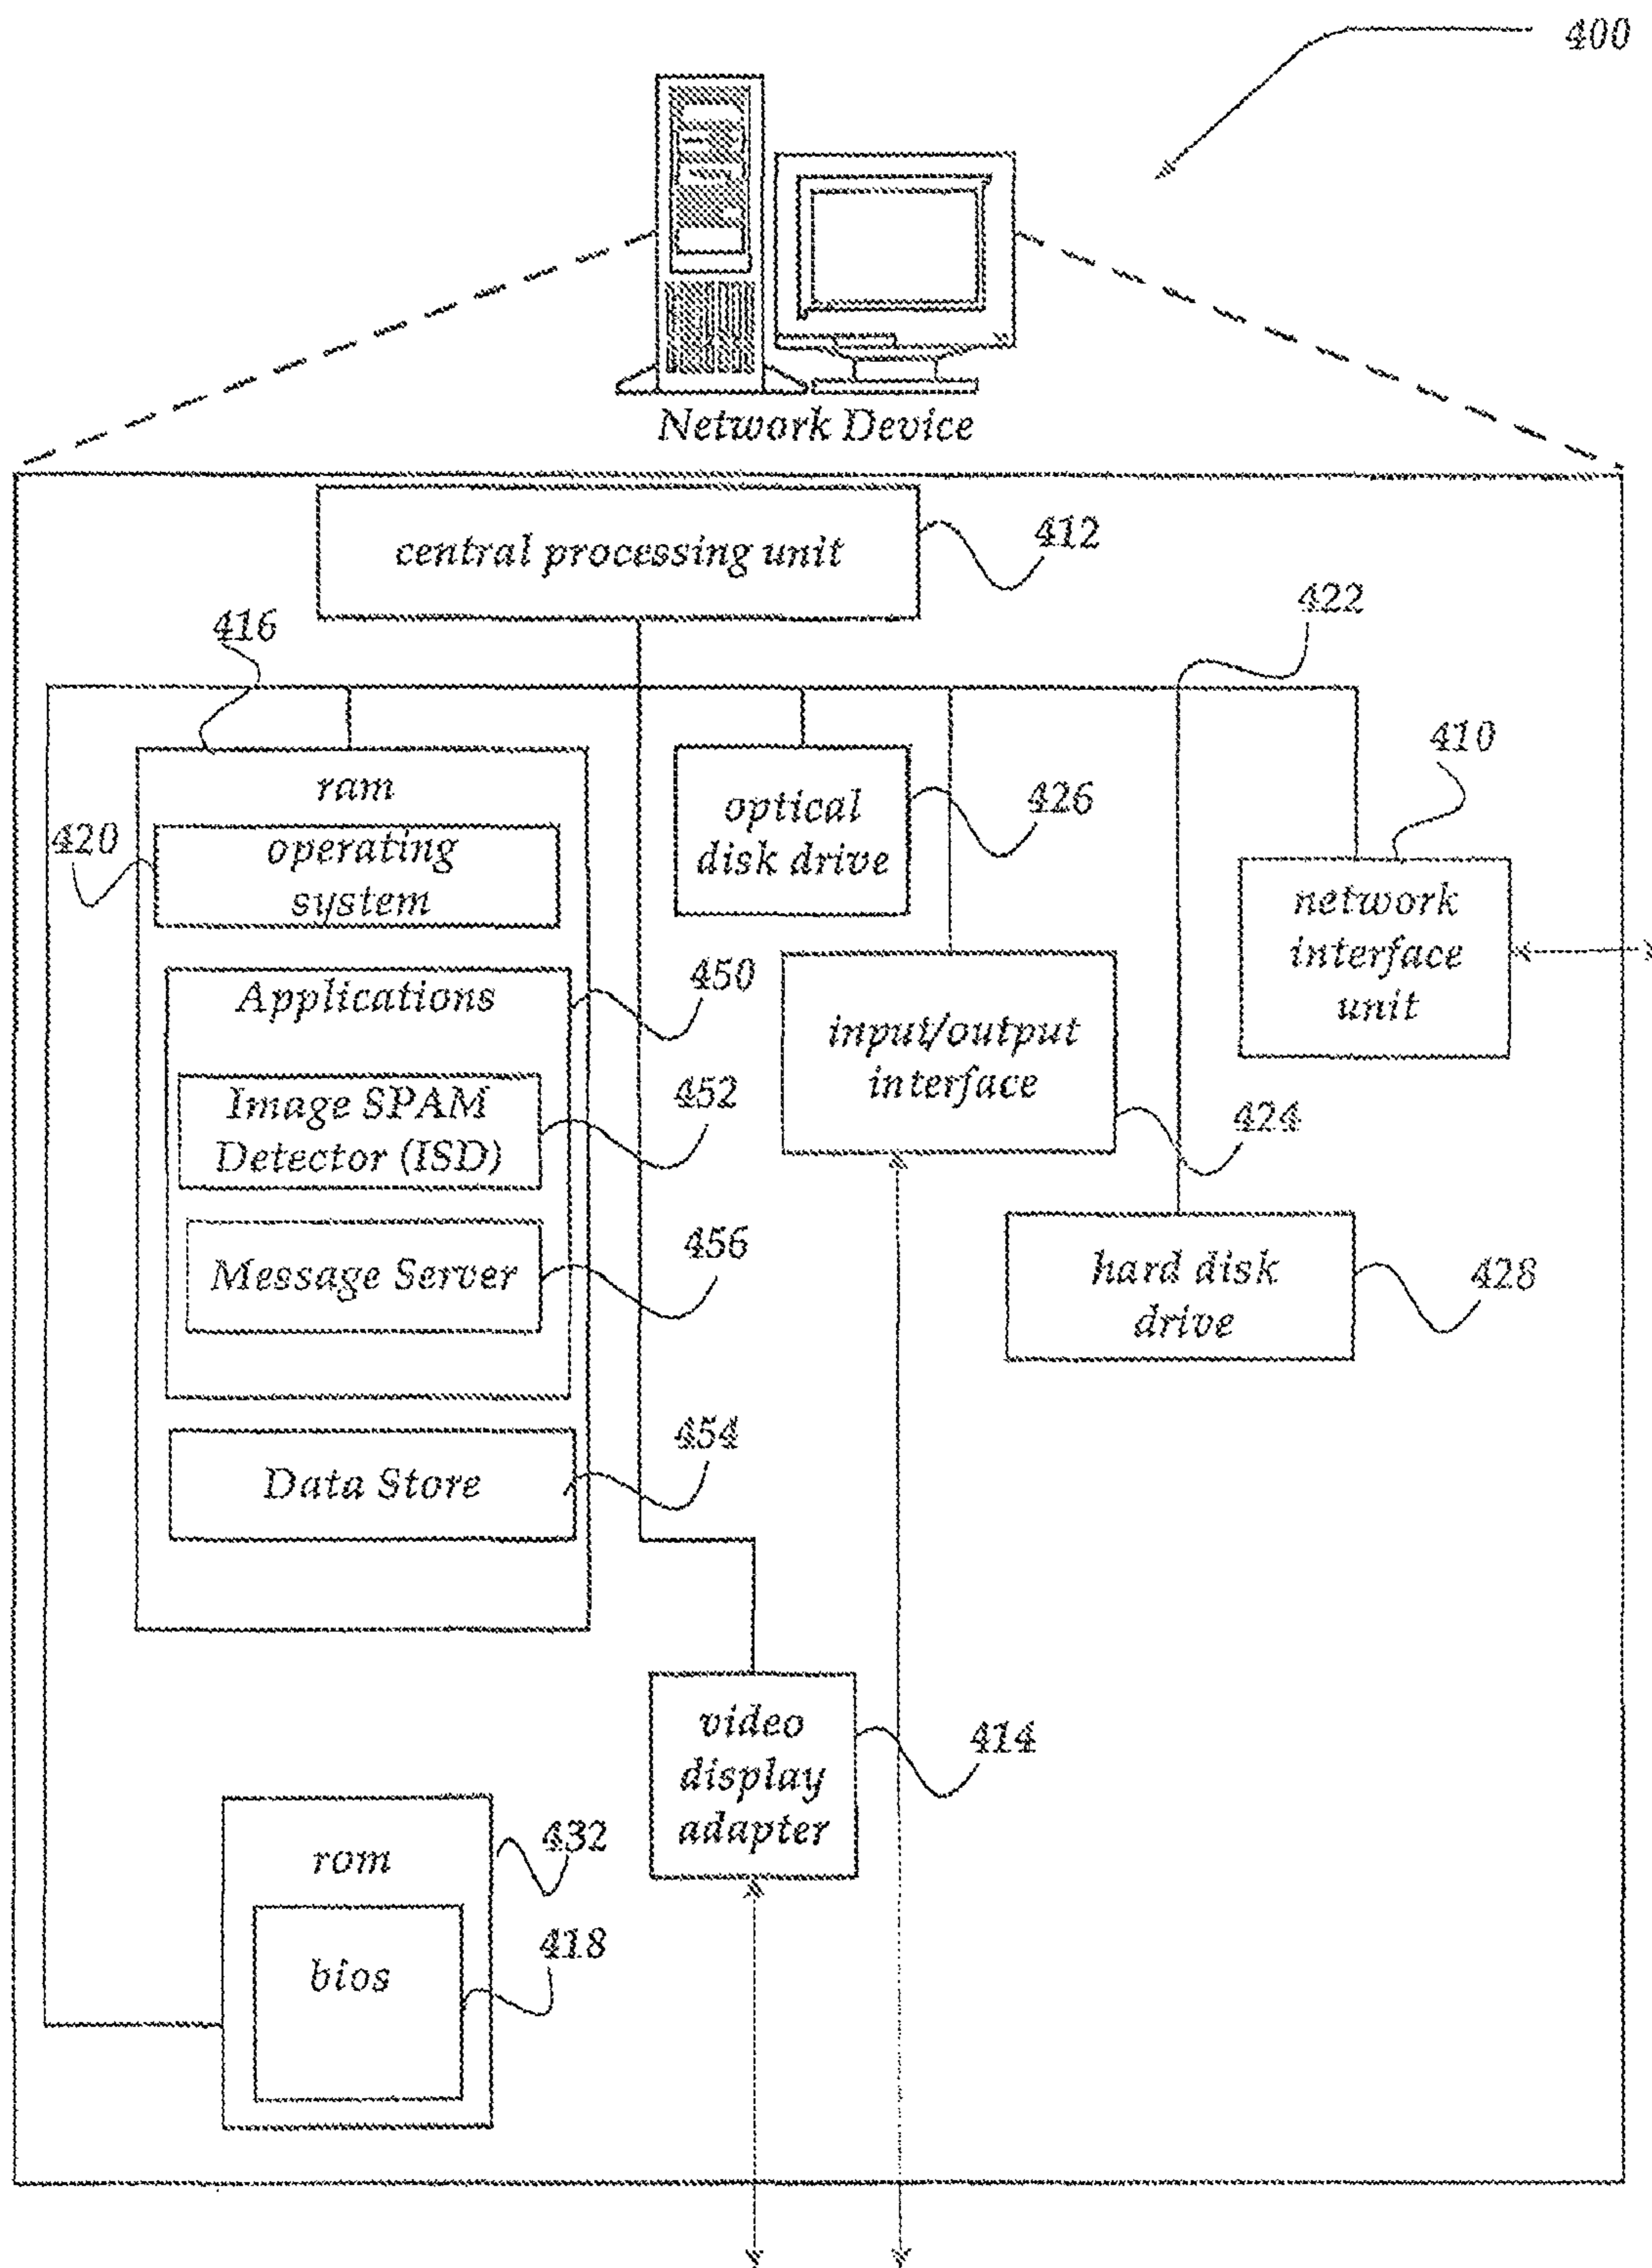 400
Network Device
central processing unit
412
422
416
410
ram
optical
disk drive
426
420
operating
system
network
interface
unit
450
Applications
input/output
interface
452
Image SPAM
Detector (ISD)
424
456
Message Server
hard disk
drive
428
454
Data Store
video
display
adapter
414
432
rom
418
bios